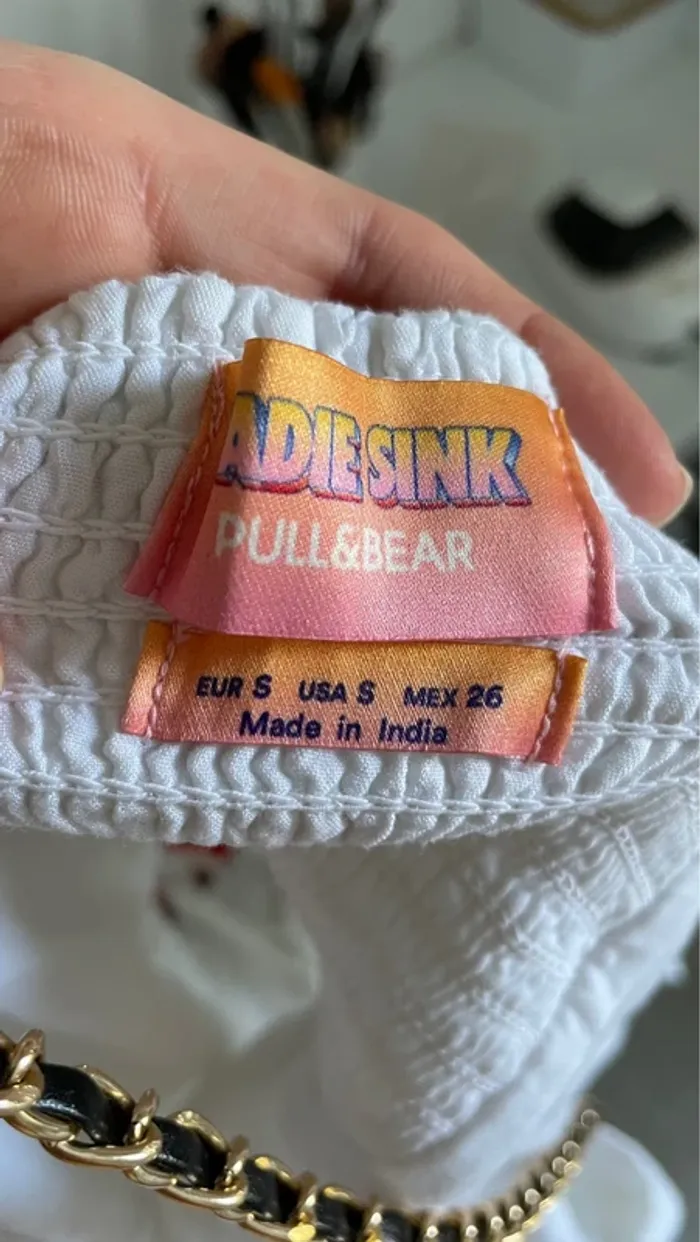 ADIE SINK
PULL&BEAR
EUR S USA S MEX 26
Made in India